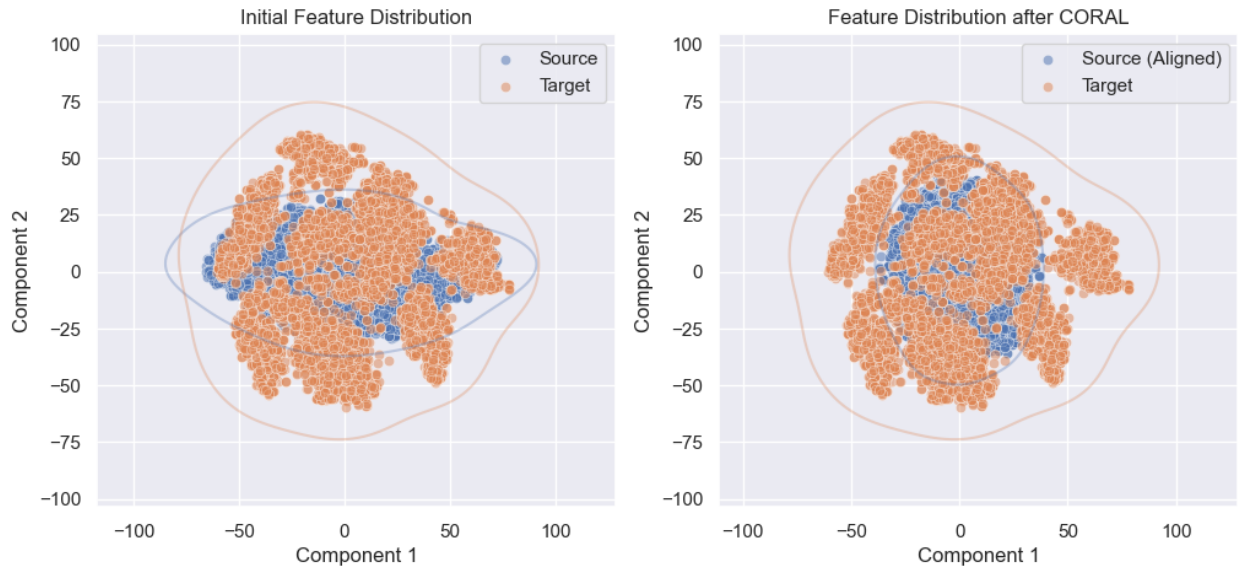 Initial Feature Distribution
Source
Target
100
75
50
25
0
−25
−50
−75
−100
Component 2
−100
−50
0
50
100
Component 1
Feature Distribution after CORAL
Source (Aligned)
Target
100
75
50
25
0
−25
−50
−75
−100
Component 2
−100
−50
0
50
100
Component 1